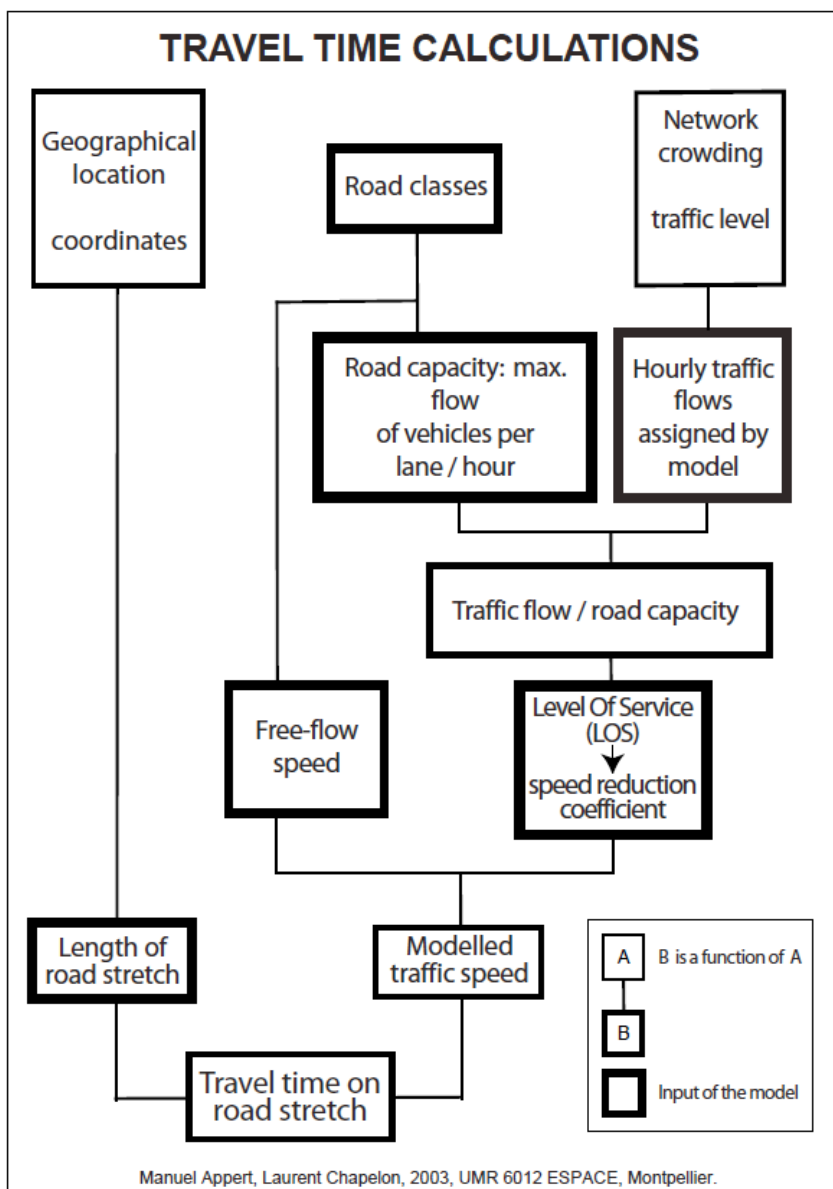 TRAVEL TIME CALCULATIONS
Geographical
location
coordinates
Road classes
Network
crowding
traffic level
Road capacity: max.
flow
of vehicles per
lane / hour
Hourly traffic
flows
assigned by
model
Traffic flow / road capacity
Free-flow
speed
Level Of Service
(LOS)
speed reduction
coefficient
Length of
road stretch
Modelled
traffic speed
Travel time on
road stretch
A
B is a function of A
B
Input of the model
Manuel Appert, Laurent Chapelon, 2003, UMR 6012 ESPACE, Montpellier.